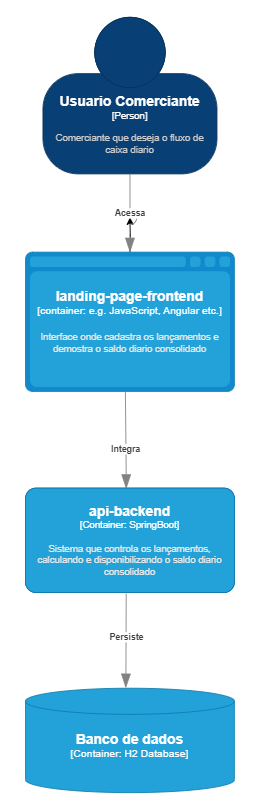 Usuario Comerciante
[Person]
Comerciante que deseja o fluxo de
caixa diario
Acessa
landing-page-frontend
[container: e.g. JavaScript, Angular etc.]
Interface onde cadastra os lançamentos e
demostra o saldo diario consolidado
Integra
api-backend
[Container: SpringBoot]
Sistema que controla os lançamentos,
calculando e disponibilizando o saldo diario
consolidado
Persiste
Banco de dados
[Container: H2 Database]